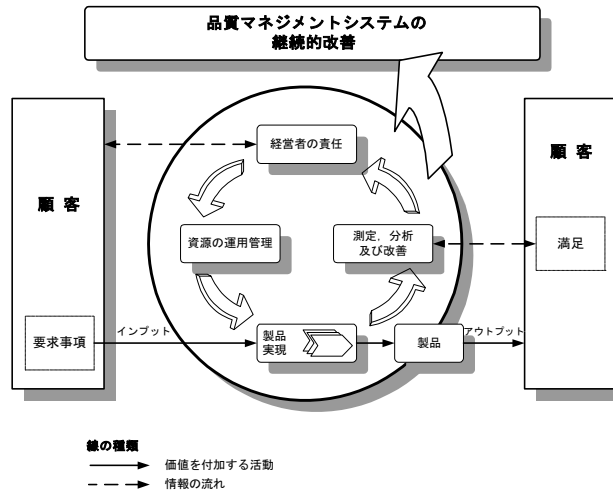 品質マネジメントシステムの
継続的改善
顧 客
要求事項
インプット
経営者の責任
資源の運用管理
測定，分析
及び改善
製品
実現
製品
アウトプット
顧 客
満足
線の種類
価値を付加する活動
情報の流れ